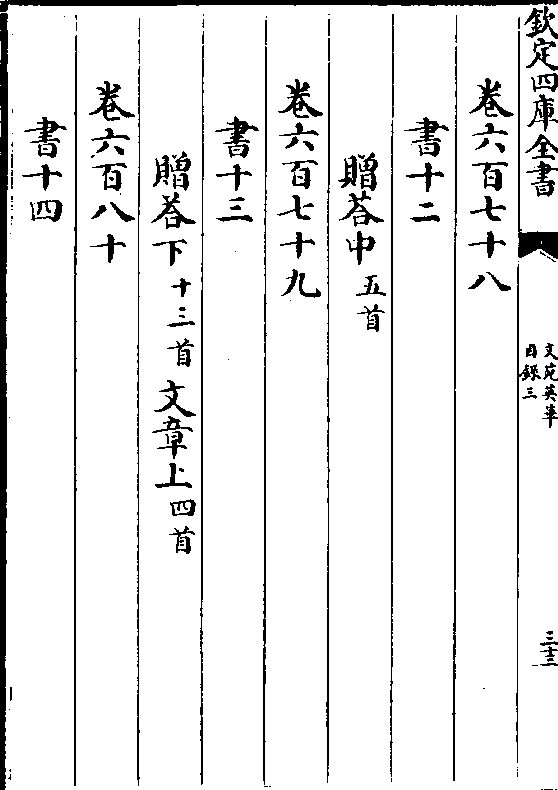 欽定四庫全書
文苑英華
目録三
三十三
卷六百七十八
書十二
贈荅中五首
卷六百七十九
書十三
贈荅下十三首文章上四首
卷六百八十
書十四